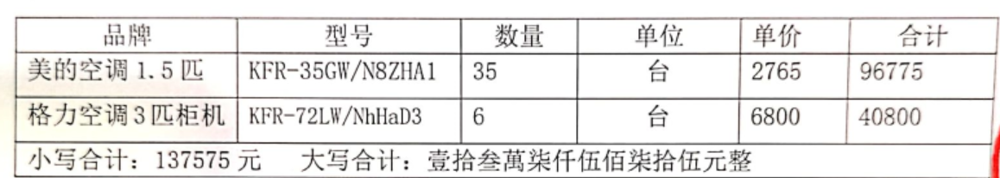 品牌 型号 数量 单位 单价 合计
美的空调 1.5 匹 KFR-35GW/N8ZHA1 35 台 2765 96775
格力空调 3 匹柜机 KFR-72LW/NhHaD3 6 台 6800 40800
小写合计：137575 元 大写合计：壹拾叁萬柒仟伍佰柒拾伍元整